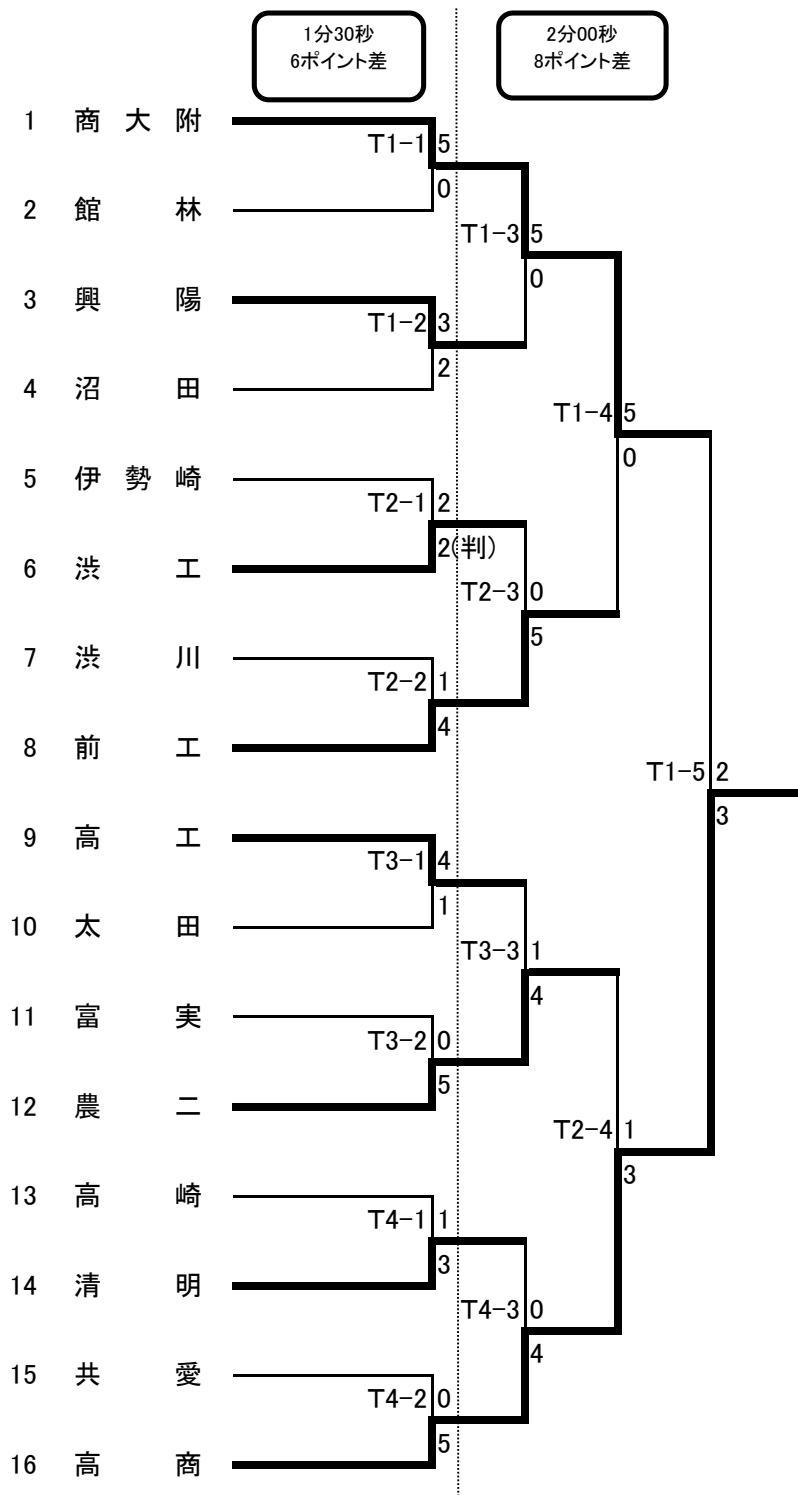 1分30秒
6ポイント差
2分00秒
8ポイント差
1 商大附
T1-1 5
0
2 館林
T1-3 5
0
3 興陽
T1-2 3
2
4 沼田
T1-4 5
0
5 伊勢崎
T2-1 2
2(判)
6 渋工
T2-3 0
5
7 渋川
T2-2 1
4
8 前工
T1-5 2
3
9 高工
T3-1 4
1
10 太田
T3-3 1
4
11 富実
T3-2 0
5
12 農二
T2-4 1
3
13 高崎
T4-1 1
3
14 清明
T4-3 0
4
15 共愛
T4-2 0
5
16 高商